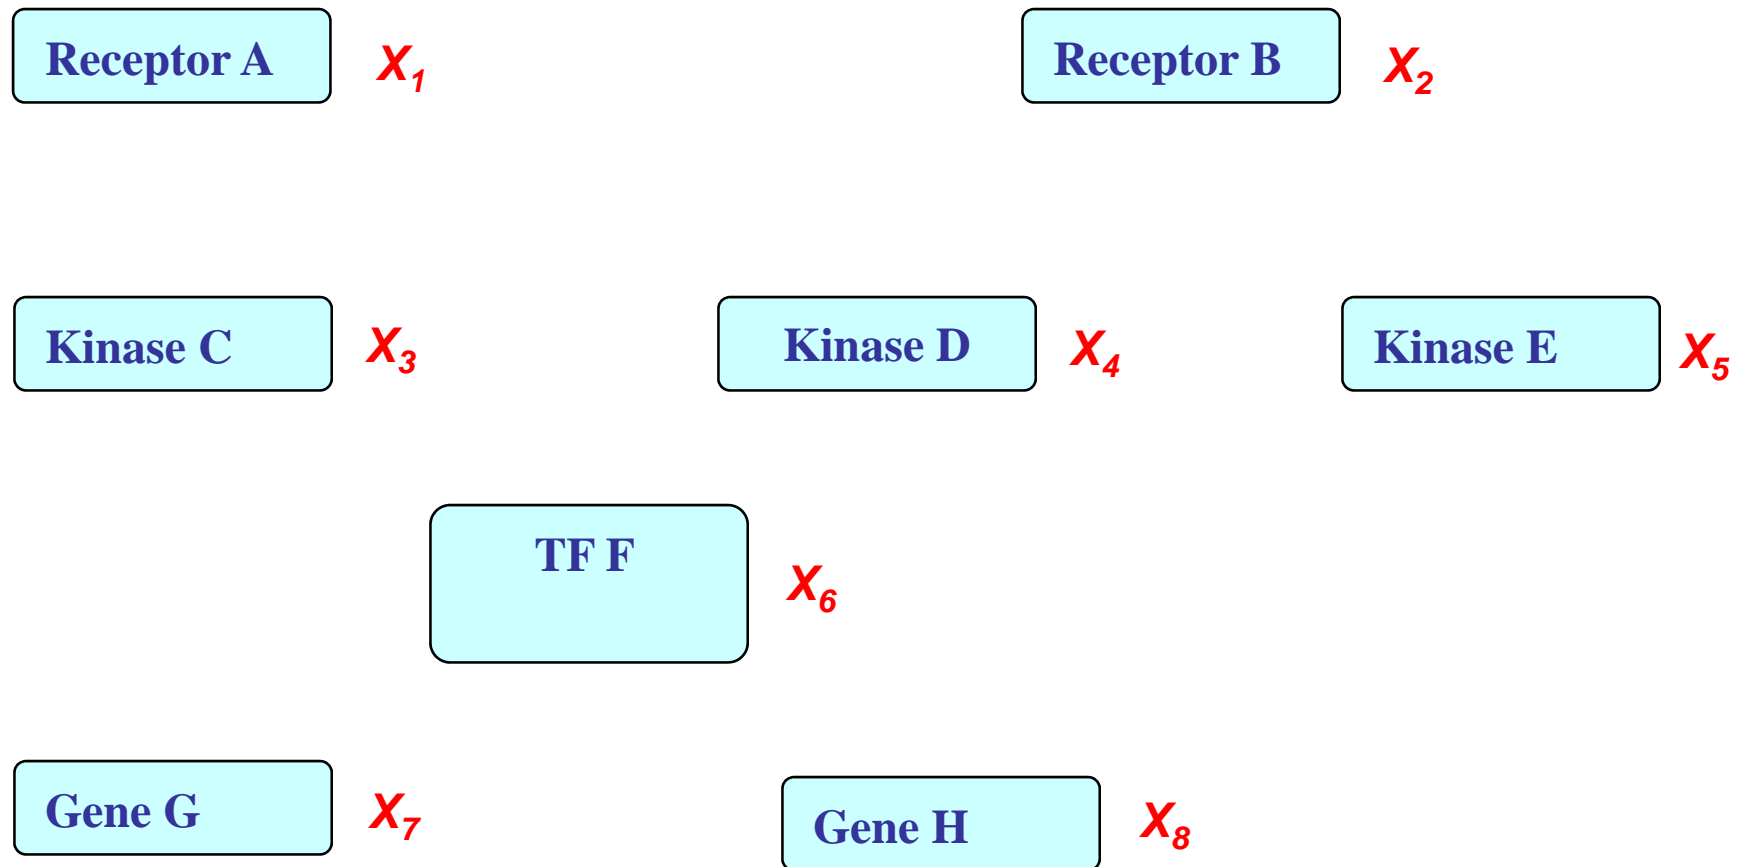 Receptor A
X1
Receptor B
X2
Kinase C
X3
Kinase D
X4
Kinase E
X5
TF F
X6
Gene G
X7
Gene H
X8